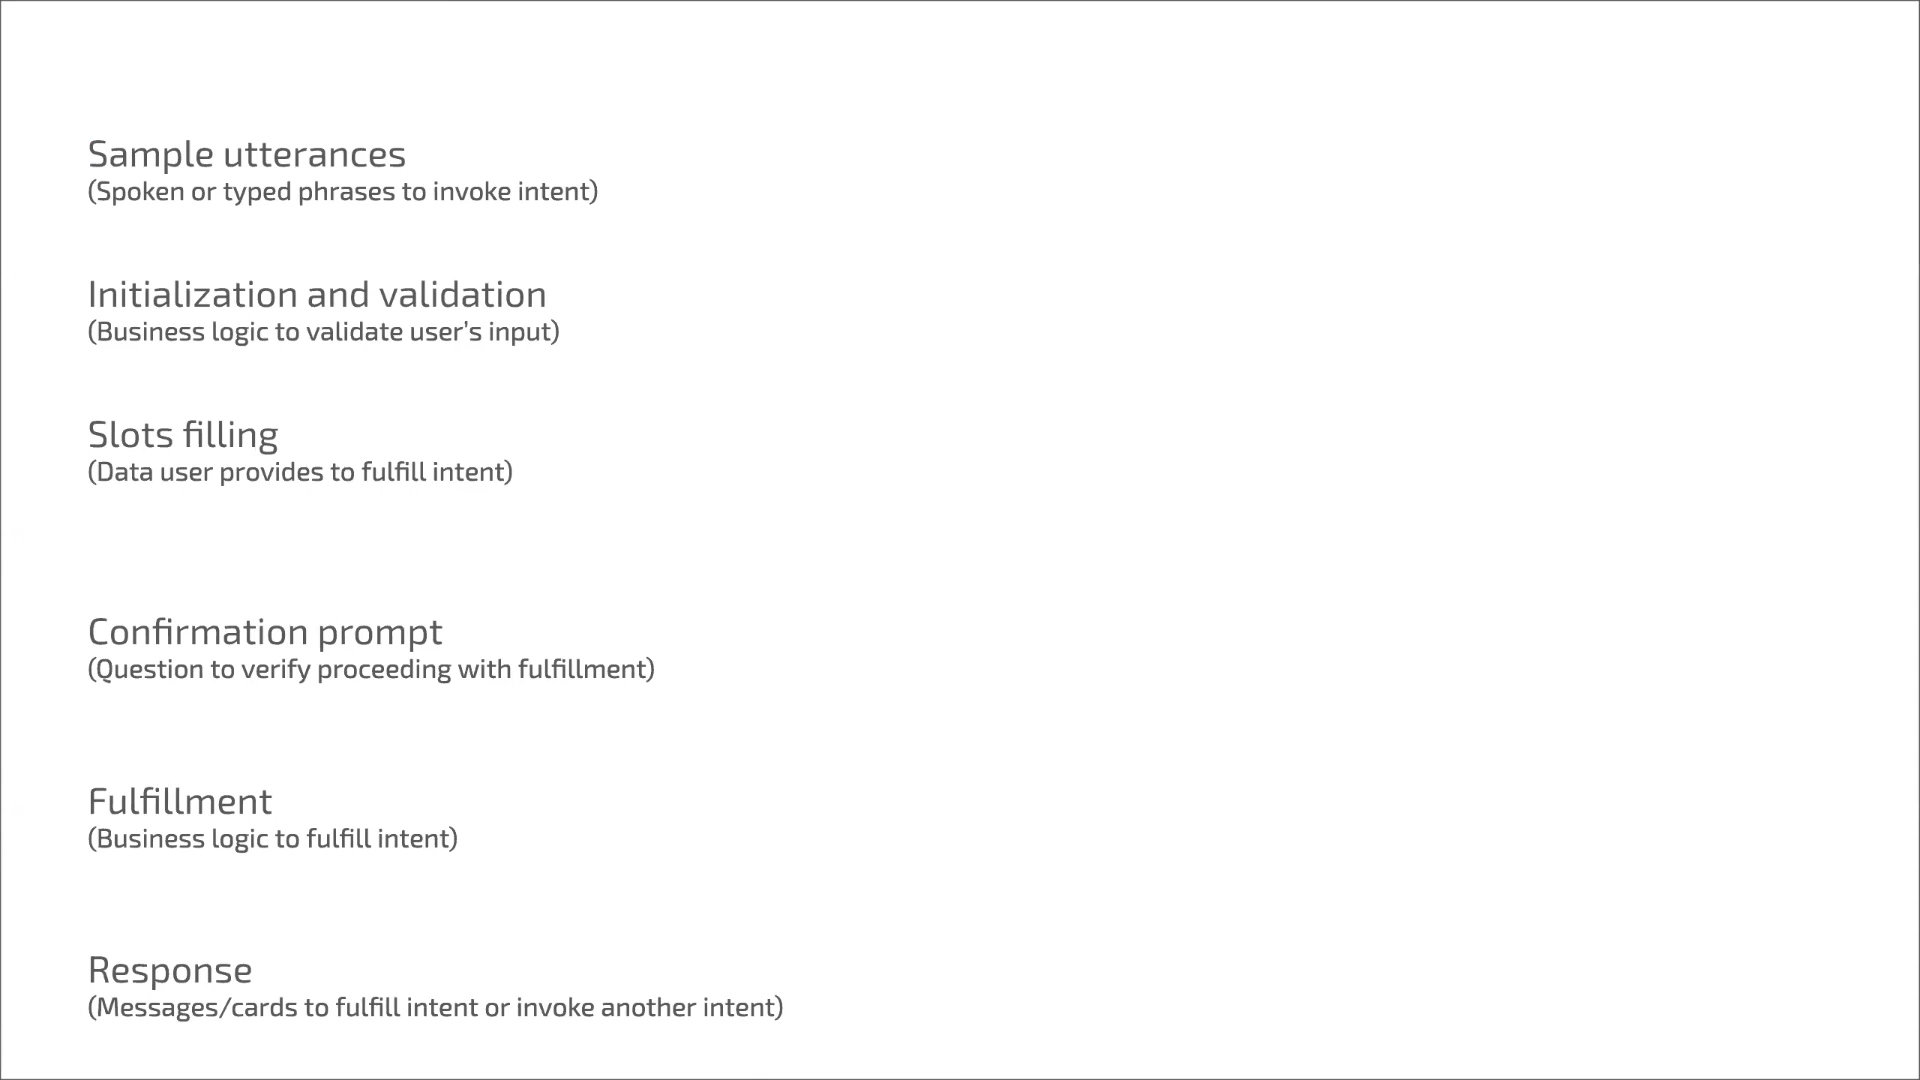 Sample utterances
(Spoken or typed phrases to invoke intent)
Initialization and validation
(Business logic to validate user's input)
Slots filling
(Data user provides to fulfill intent)
Confirmation prompt
(Question to verify proceeding with fulfillment)
Fulfillment
(Business logic to fulfill intent)
Response
(Messages/cards to fulfill intent or invoke another intent)